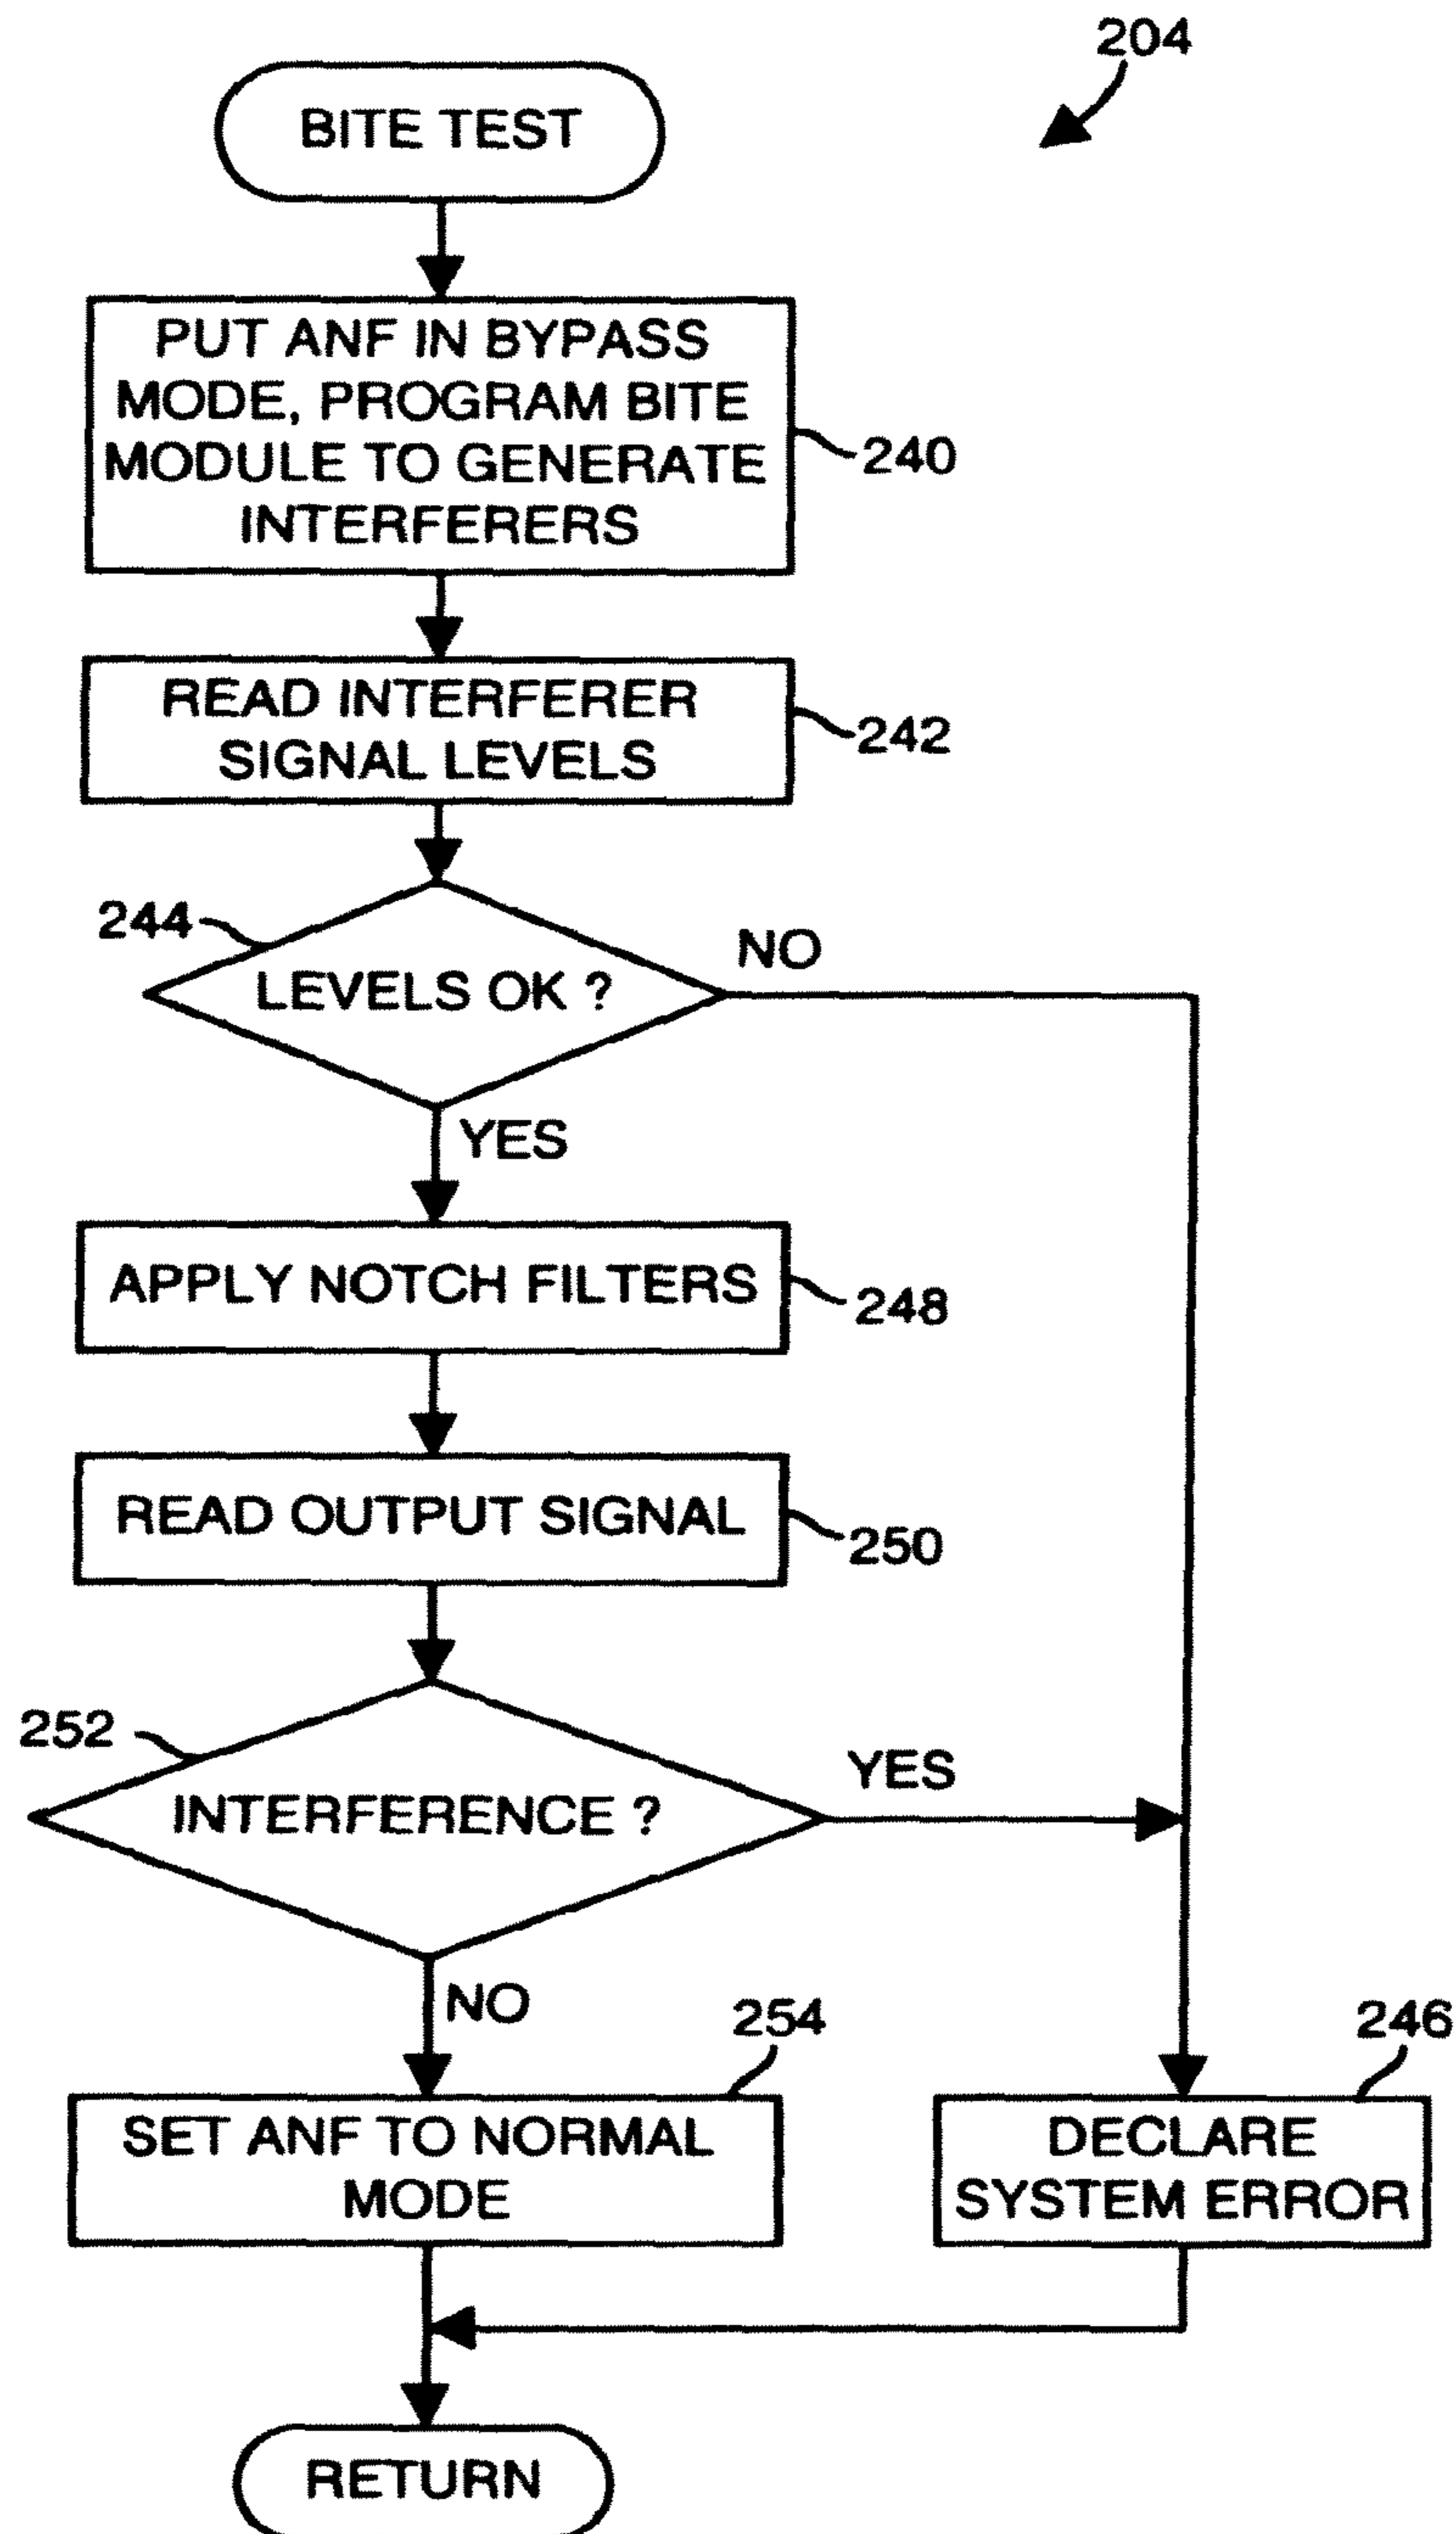 204
BITE TEST
PUT ANF IN BYPASS
MODE, PROGRAM BITE
MODULE TO GENERATE
INTERFERERS
240
READ INTERFERER
SIGNAL LEVELS
242
244
LEVELS OK ?
NO
YES
APPLY NOTCH FILTERS
248
READ OUTPUT SIGNAL
250
252
INTERFERENCE ?
YES
NO
254
246
SET ANF TO NORMAL
MODE
DECLARE
SYSTEM ERROR
RETURN